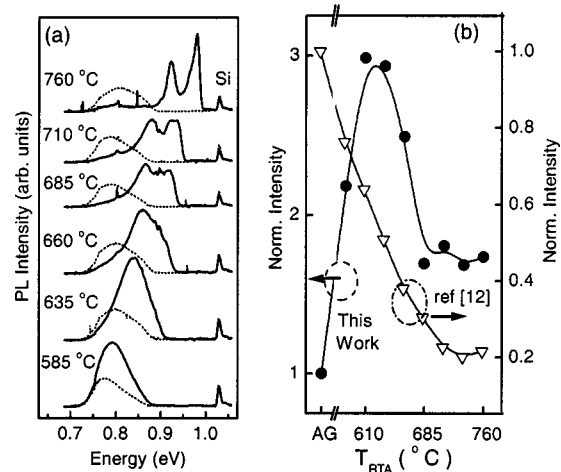 (a)
760 °C
Si
710 °C
685 °C
660 °C
635 °C
585 °C
PL Intensity (arb. units)
0.7 0.8 0.9 1.0
Energy (eV)
(b)
3
2
1
Norm. Intensity
1.0
0.8
0.6
0.4
0.2
Norm. Intensity
ref [12]
This
Work
AG 610 685 760
T_RTA (°C)